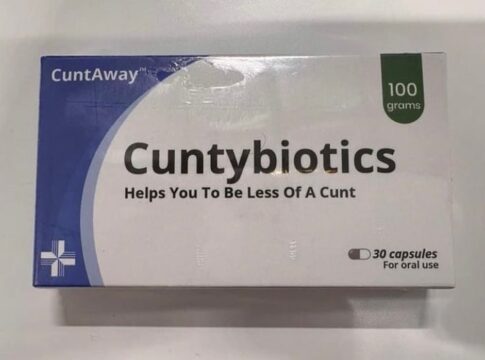 CuntAway™
100
grams
Cuntybiotics
Helps You To Be Less Of A Cunt
30 capsules
For oral use